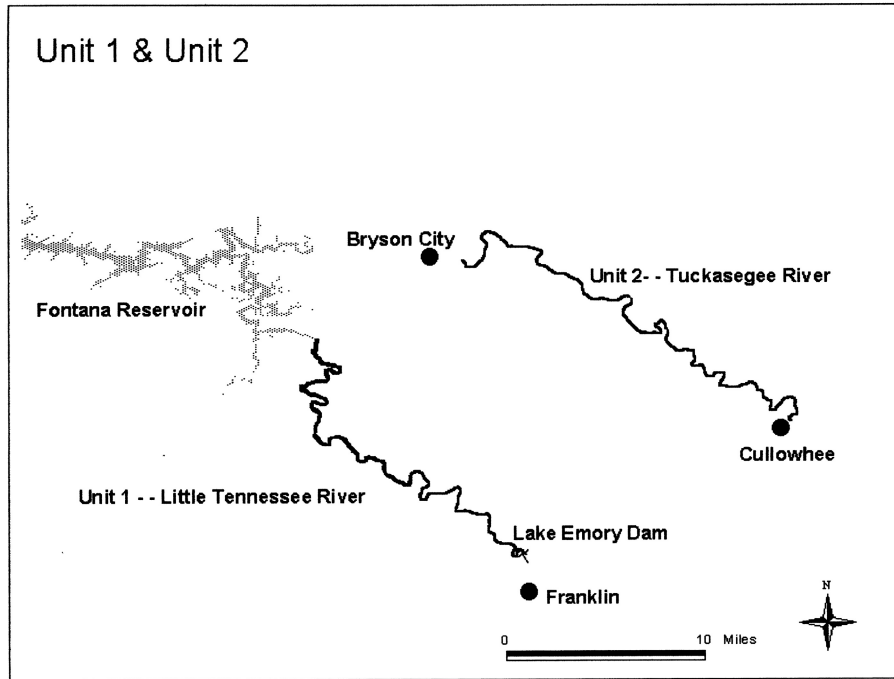 Unit 1 & Unit 2
Bryson City
Unit 2- - Tuckasegee River
Fontana Reservoir
Cullowhee
Unit 1 - - Little Tennessee River
Lake Emory Dam
Franklin
N
0 10 Miles